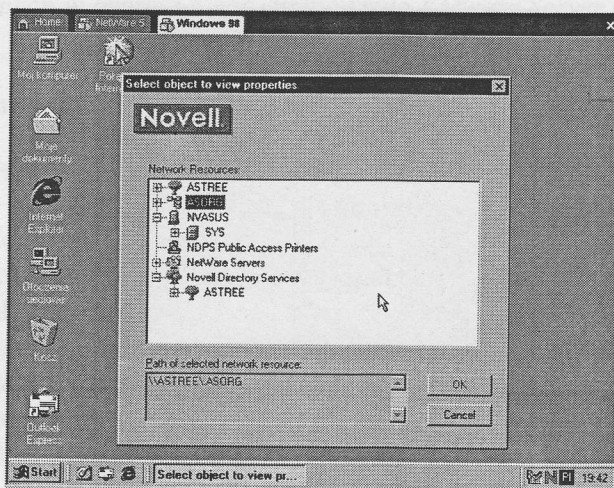 Home NetWare 5 Windows 98
Mój komputer
Select object to view properties
Novell.
Moje
dokumenty
Network Resources:
ASTREE
ASORG
NVASUS
SYS
NDPS Public Access Printers
NetWare Servers
Novell Directory Services
ASTREE
Internet
Explorer
Otoczenie
sieciowe
Kosz
Path of selected network resource:
\\ASTREE\ASORG
OK
Cancel
Outlook
Express
Start Select object to view pr... Pl 19:42